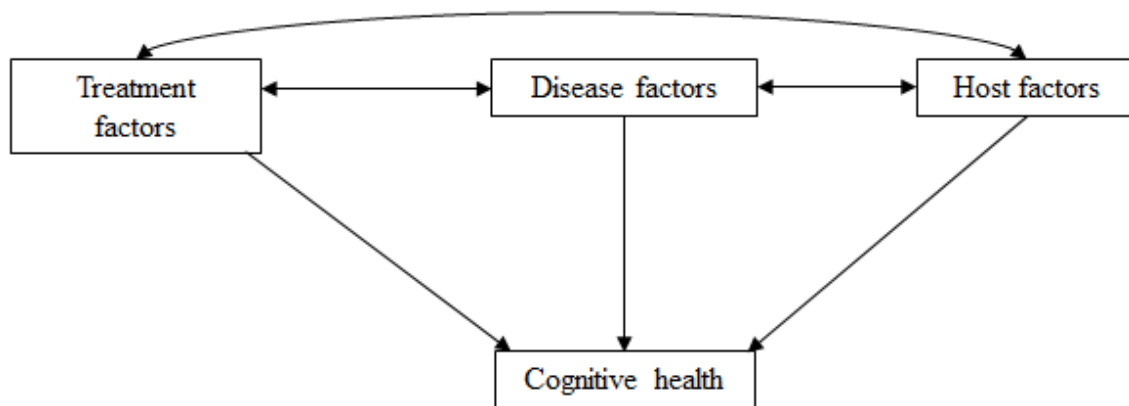 Treatment
factors
Disease factors
Host factors
Cognitive health